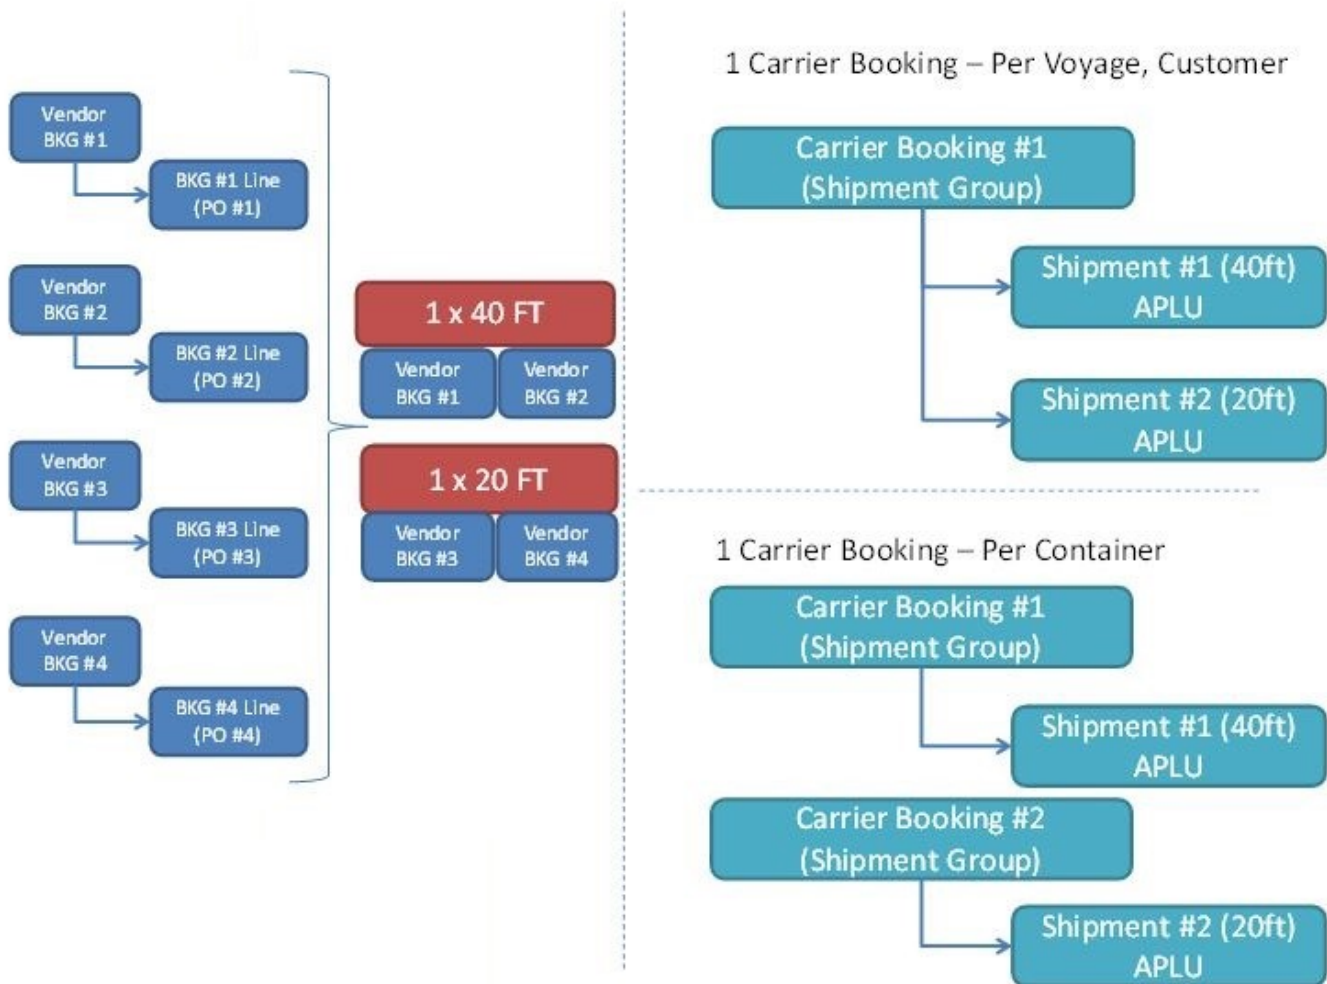 Vendor
BKG #1
BKG #1 Line
(PO #1)
Vendor
BKG #2
BKG #2 Line
(PO #2)
Vendor
BKG #3
BKG #3 Line
(PO #3)
Vendor
BKG #4
BKG #4 Line
(PO #4)
1 x 40 FT
Vendor
BKG #1
Vendor
BKG #2
1 x 20 FT
Vendor
BKG #3
Vendor
BKG #4
1 Carrier Booking – Per Voyage, Customer
Carrier Booking #1
(Shipment Group)
Shipment #1 (40ft)
APLU
Shipment #2 (20ft)
APLU
1 Carrier Booking – Per Container
Carrier Booking #1
(Shipment Group)
Shipment #1 (40ft)
APLU
Carrier Booking #2
(Shipment Group)
Shipment #2 (20ft)
APLU